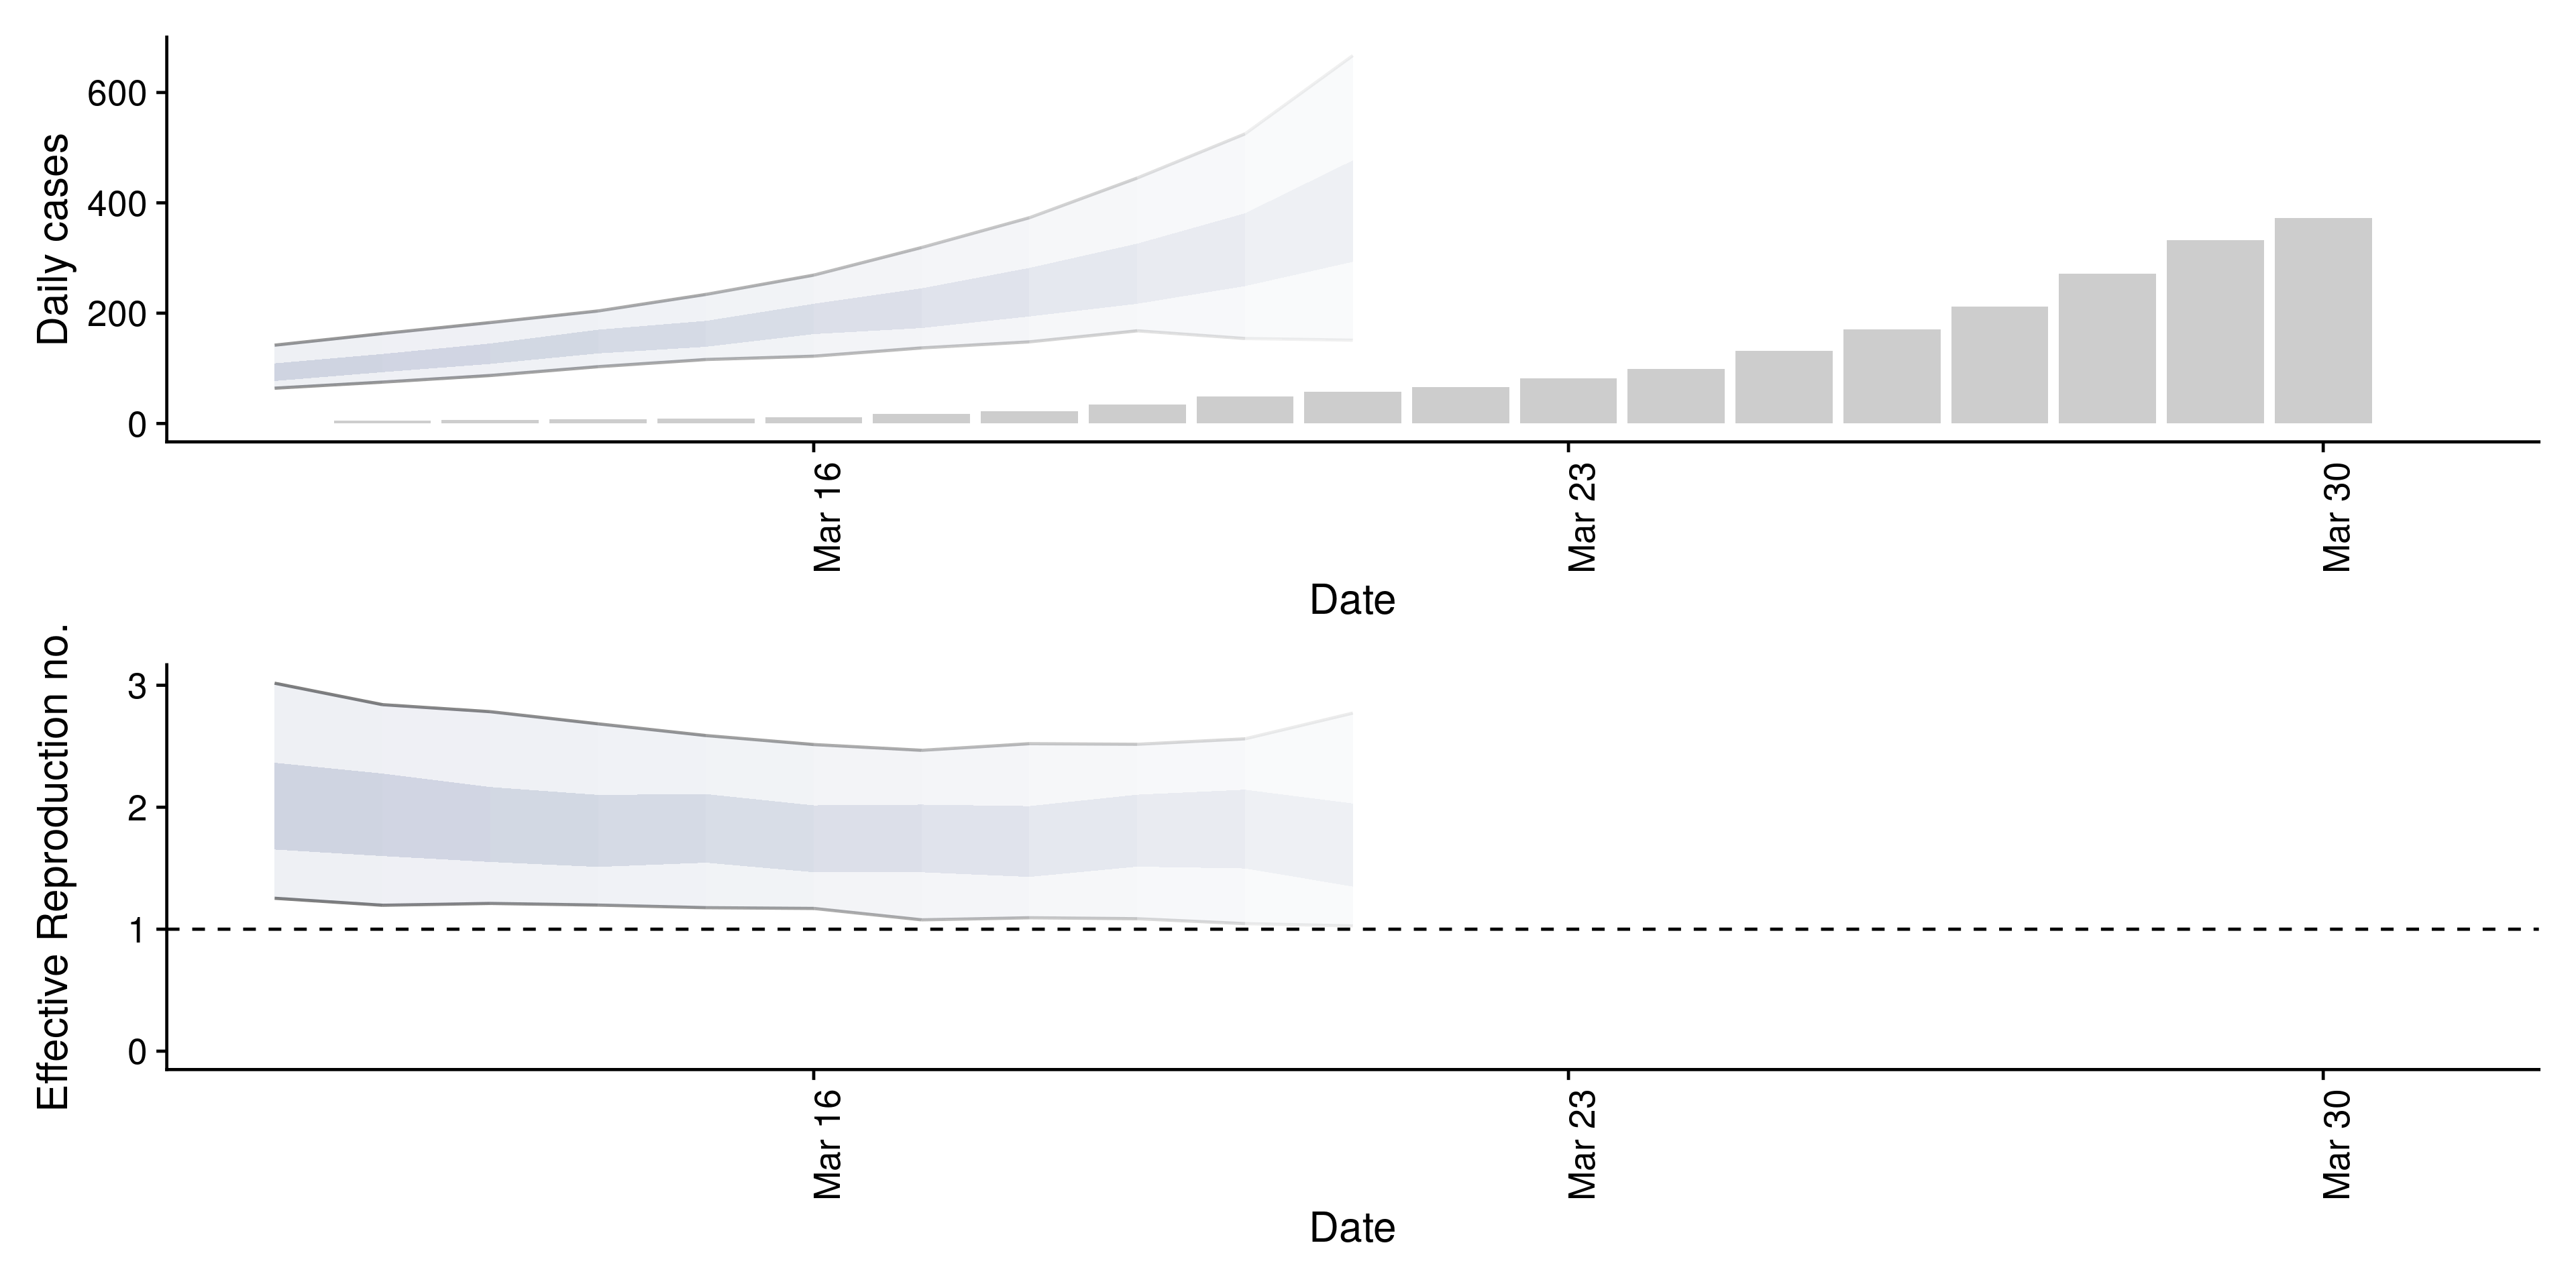 Daily cases
600
400
200
0
Mar 16
Mar 23
Mar 30
Date
Effective Reproduction no.
3
2
1
0
Mar 16
Mar 23
Mar 30
Date